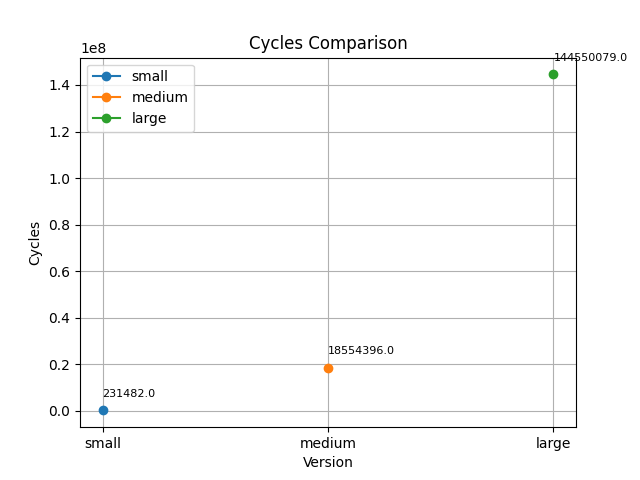 Cycles Comparison
1e8
144550079.0
small
medium
large
1.4
1.2
1.0
0.8
0.6
0.4
0.2
0.0
Cycles
18554396.0
231482.0
small
medium
large
Version